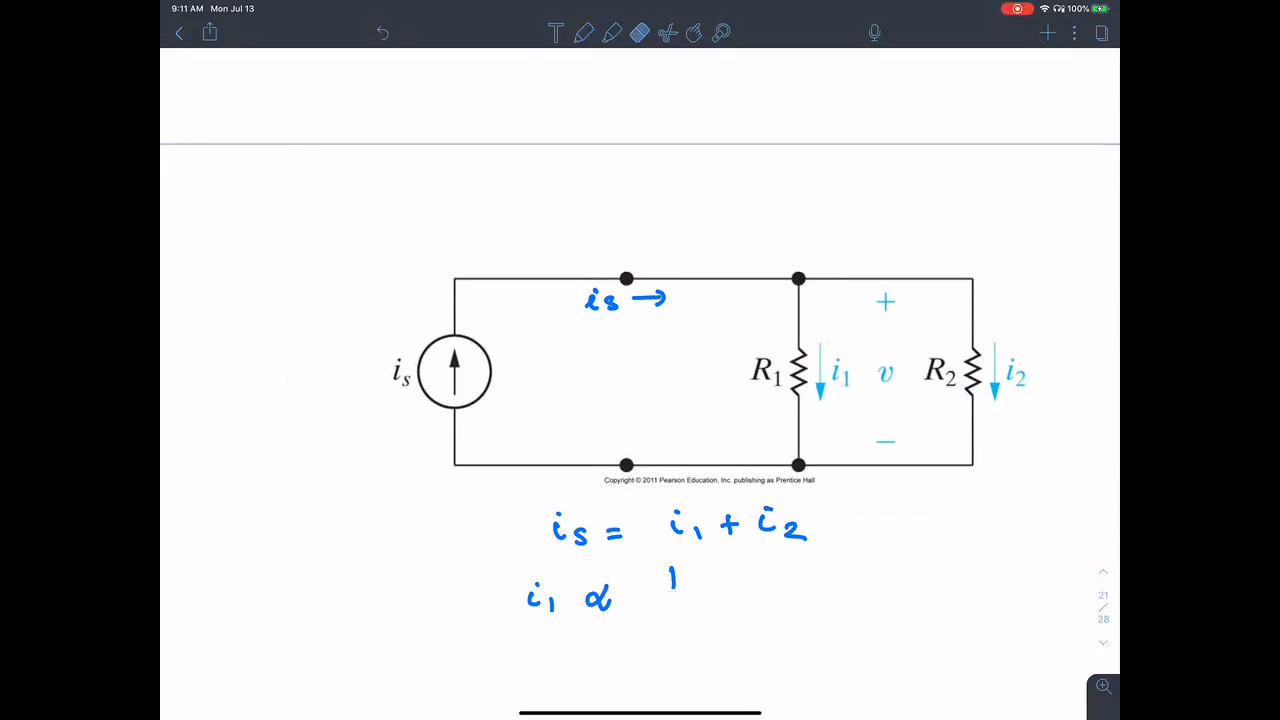 9:11 AM Mon Jul 13
100%
is →
is
R1 i1 v R2 i2
+
−
Copyright © 2011 Pearson Education, Inc. publishing as Prentice Hall
is = i1 + i2
i1 α 1
21
/
28